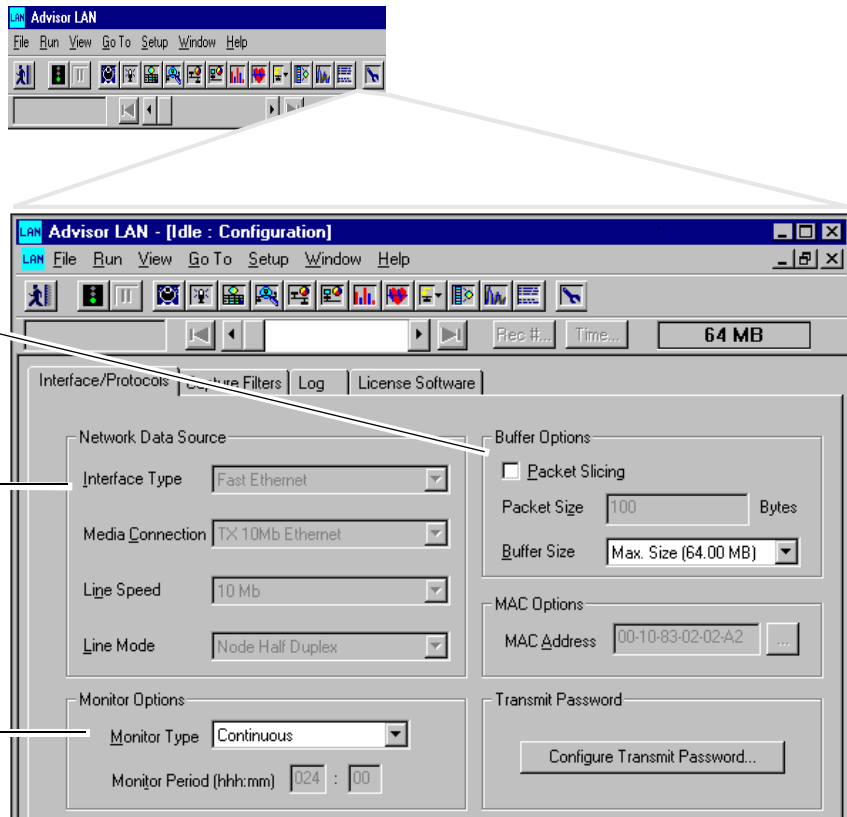 LAN Advisor LAN
File Run View Go To Setup Window Help
LAN Advisor LAN - [Idle : Configuration]
LAN File Run View Go To Setup Window Help
Rec #... Time... 64 MB
Interface/Protocols Capture Filters Log License Software
Network Data Source
Interface Type Fast Ethernet
Media Connection TX 10Mb Ethernet
Line Speed 10 Mb
Line Mode Node Half Duplex
Monitor Options
Monitor Type Continuous
Monitor Period (hhh:mm) 024 : 00
Buffer Options
Packet Slicing
Packet Size 100 Bytes
Buffer Size Max. Size (64.00 MB)
MAC Options
MAC Address 00-10-83-02-02-A2 ...
Transmit Password
Configure Transmit Password...